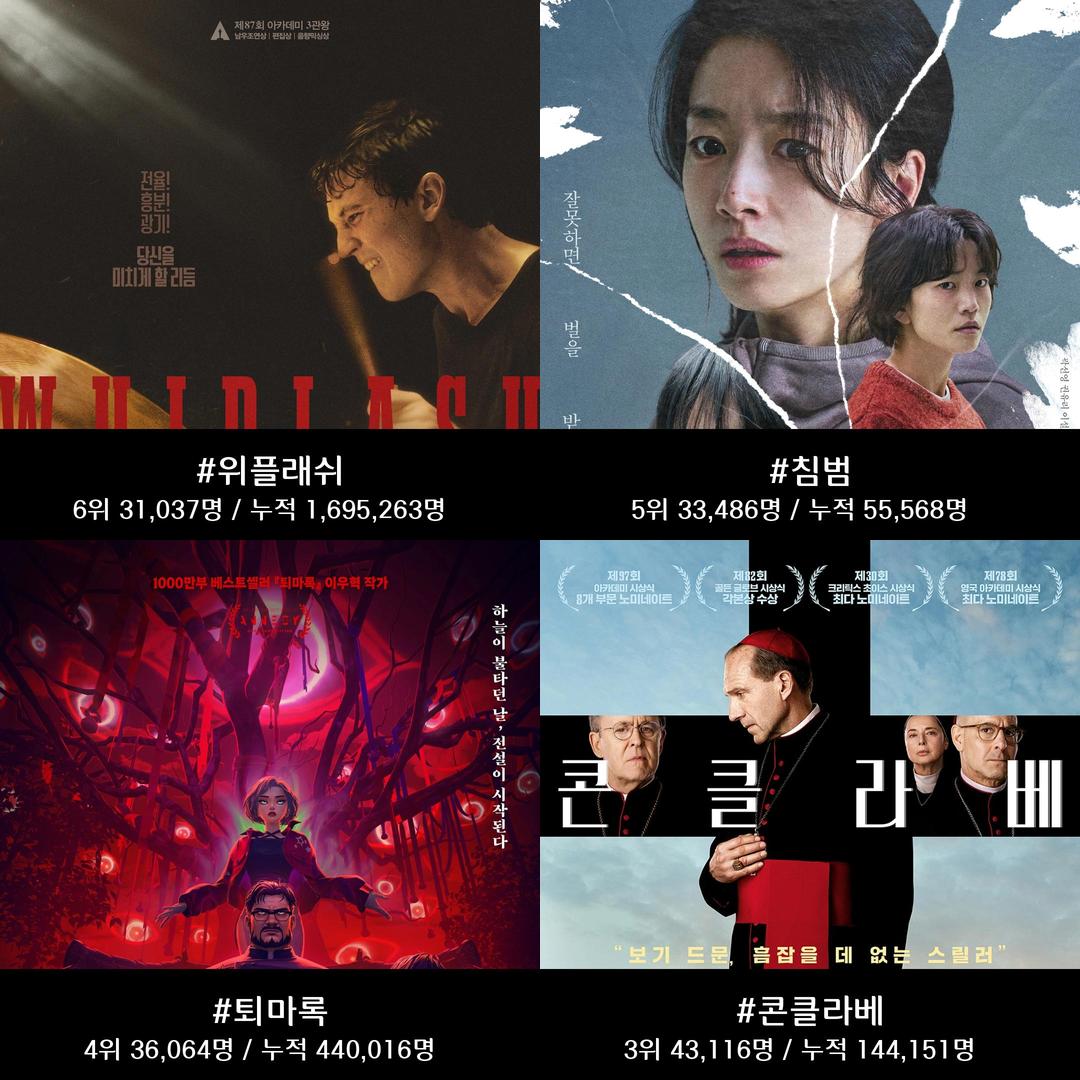 제87회 아카데미 3관왕
남우조연상 | 편집상 | 음향믹싱상
전율!
흥분!
광기!
당신을
미치게 할 리듬
WHIPLASH
#위플래쉬
6위 31,037명 / 누적 1,695,263명
잘못하면 벌을 받
곽선영 권유리 이설
#침범
5위 33,486명 / 누적 55,568명
1000만부 베스트셀러 『퇴마록』 이우혁 작가
ANNECY
하늘이 불타던 날, 전설이 시작된다
#퇴마록
4위 36,064명 / 누적 440,016명
제97회
아카데미 시상식
8개 부문 노미네이트
제82회
골든 글로브 시상식
각본상 수상
제30회
크리틱스 초이스 시상식
최다 노미네이트
제78회
영국 아카데미 시상식
최다 노미네이트
콘클라베
“보기 드문, 흠잡을 데 없는 스릴러”
#콘클라베
3위 43,116명 / 누적 144,151명